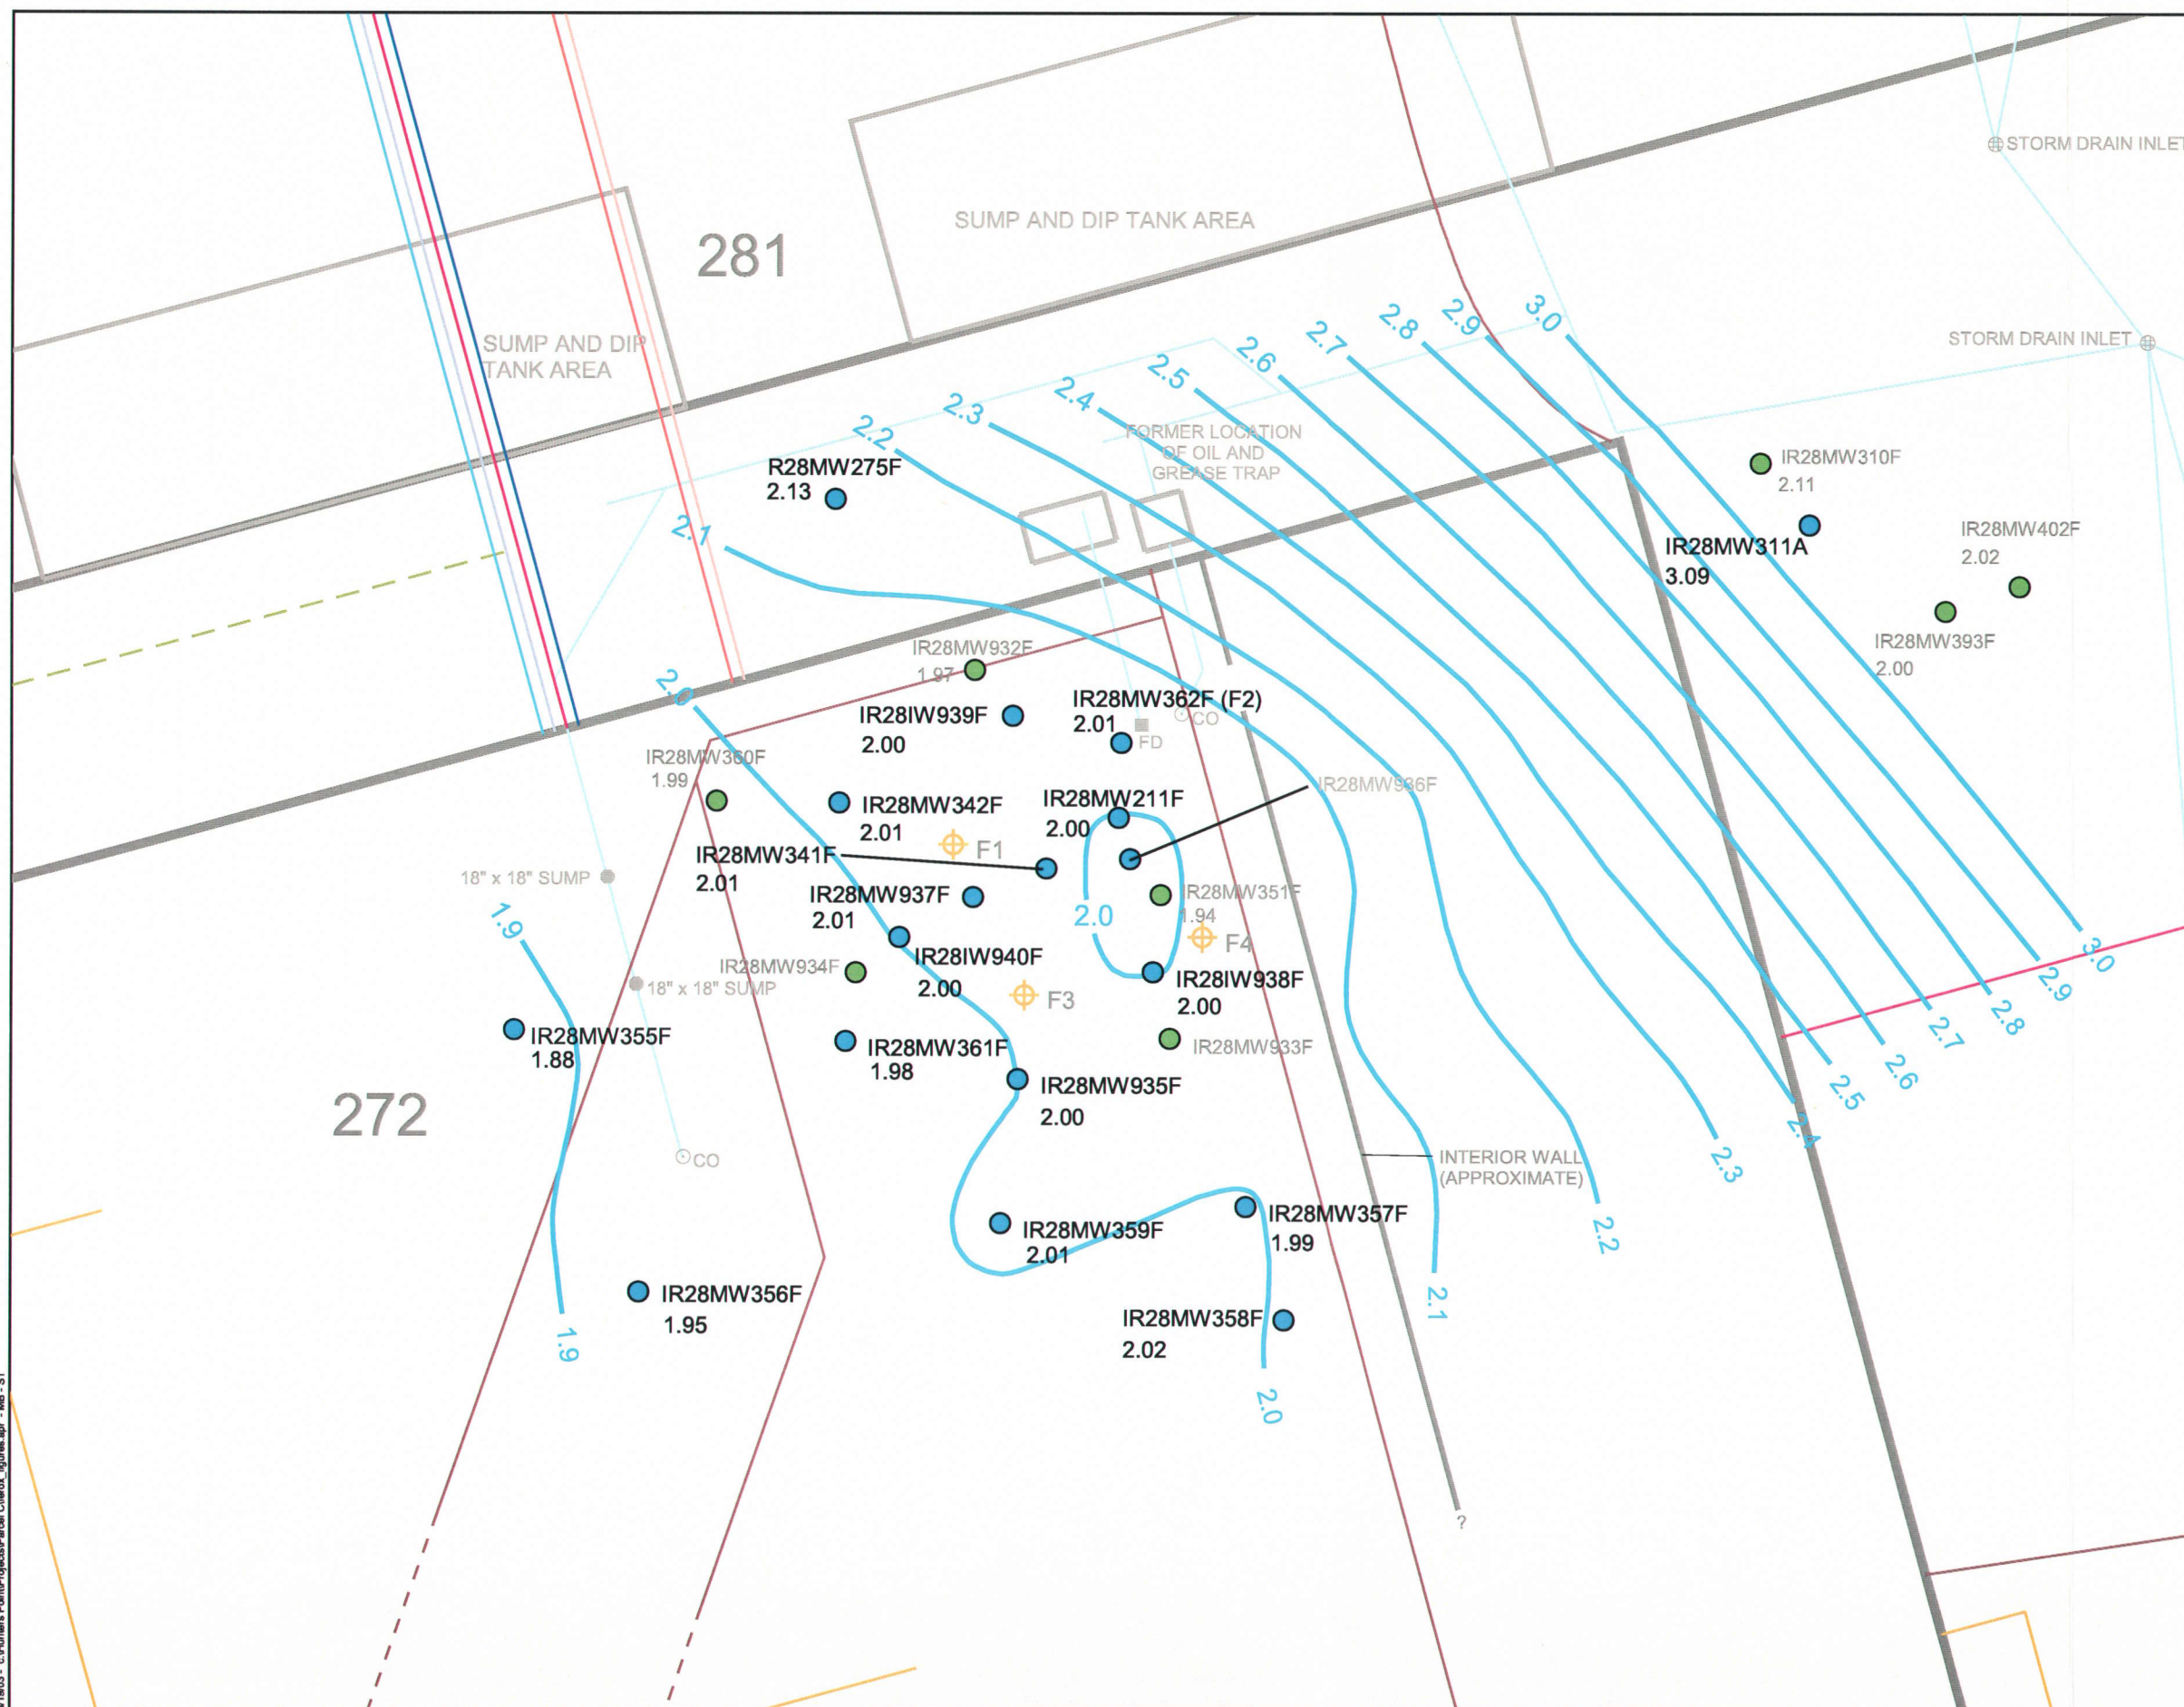 STORM DRAIN INLET
SUMP AND DIP TANK AREA
281
SUMP AND DIP
TANK AREA
STORM DRAIN INLET
3.0
2.9
2.8
2.7
2.6
2.5
2.4
2.3
2.2
2.1
FORMER LOCATION
OF OIL AND
GREASE TRAP
R28MW275F
2.13
IR28MW310F
2.11
IR28MW311A
3.09
IR28MW402F
2.02
IR28MW393F
2.00
IR28MW932F
1.97
2.0
IR28IW939F
2.00
IR28MW362F (F2)
2.01
CO
FD
IR28MW360F
1.99
IR28MW342F
2.01
IR28MW211F
2.00
IR28MW936F
F1
IR28MW341F
2.01
18" x 18" SUMP
IR28MW937F
2.01
IR28MW351F
1.94
2.0
F4
1.9
IR28IW940F
2.00
IR28MW934F
18" x 18" SUMP
F3
IR28IW938F
2.00
IR28MW355F
1.88
IR28MW361F
1.98
IR28MW933F
IR28MW935F
2.00
272
CO
3.0
2.9
2.8
2.7
2.6
2.5
2.4
2.3
2.2
2.1
INTERIOR WALL
(APPROXIMATE)
IR28MW359F
2.01
IR28MW357F
1.99
IR28MW356F
1.95
IR28MW358F
2.02
1.9
2.0
?